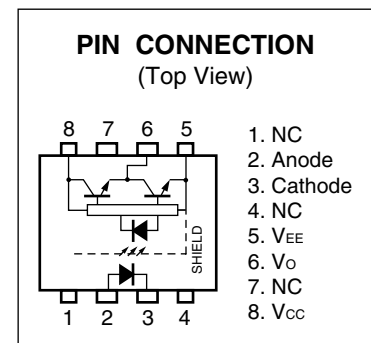 PIN CONNECTION
(Top View)
8 7 6 5
SHIELD
1 2 3 4
1. NC
2. Anode
3. Cathode
4. NC
5. VEE
6. VO
7. NC
8. VCC